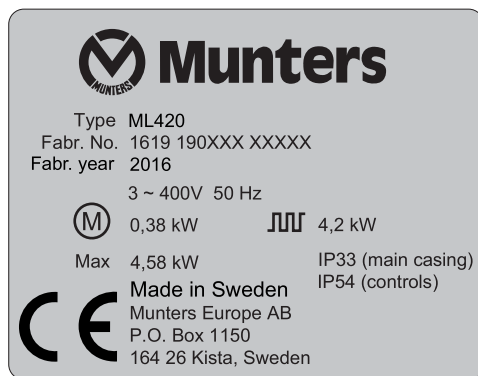 MUNTERS
Munters
Type ML420
Fabr. No. 1619 190XXX XXXXX
Fabr. year 2016
3 ~ 400V 50 Hz
M 0,38 kW 4,2 kW
Max 4,58 kW IP33 (main casing)
IP54 (controls)
CE
Made in Sweden
Munters Europe AB
P.O. Box 1150
164 26 Kista, Sweden